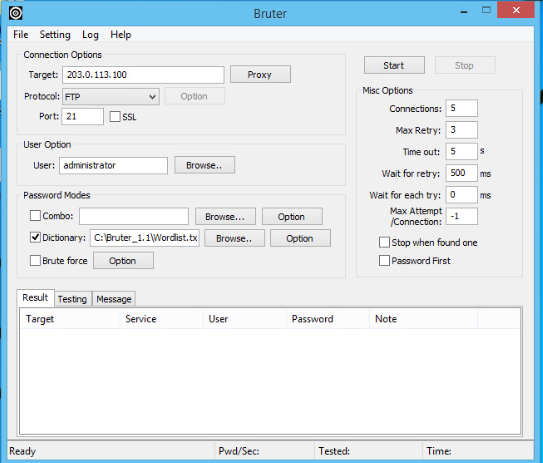 Bruter
File Setting Log Help
Connection Options
Target: 203.0.113.100 Proxy
Protocol: FTP Option
Port: 21 SSL
User Option
User: administrator Browse..
Password Modes
Combo: Browse... Option
Dictionary: C:\Bruter_1.1\Wordlist.tx Browse.. Option
Brute force Option
Start Stop
Misc Options
Connections: 5
Max Retry: 3
Time out: 5 s
Wait for retry: 500 ms
Wait for each try: 0 ms
Max Attempt
/Connection: -1
Stop when found one
Password First
Result Testing Message
Target Service User Password Note
Ready Pwd/Sec: Tested: Time: